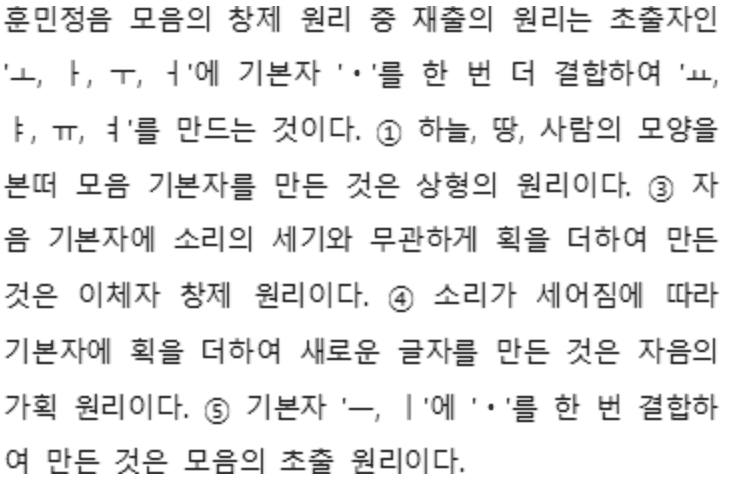 훈민정음 모음의 창제 원리 중 재출의 원리는 초출자인
'ㅗ, ㅏ, ㅜ, ㅓ'에 기본자 'ㆍ'를 한 번 더 결합하여 'ㅛ,
ㅑ, ㅠ, ㅕ'를 만드는 것이다. ① 하늘, 땅, 사람의 모양을
본떠 모음 기본자를 만든 것은 상형의 원리이다. ③ 자
음 기본자에 소리의 세기와 무관하게 획을 더하여 만든
것은 이체자 창제 원리이다. ④ 소리가 세어짐에 따라
기본자에 획을 더하여 새로운 글자를 만든 것은 자음의
가획 원리이다. ⑤ 기본자 'ㅡ, ㅣ'에 'ㆍ'를 한 번 결합하
여 만든 것은 모음의 초출 원리이다.